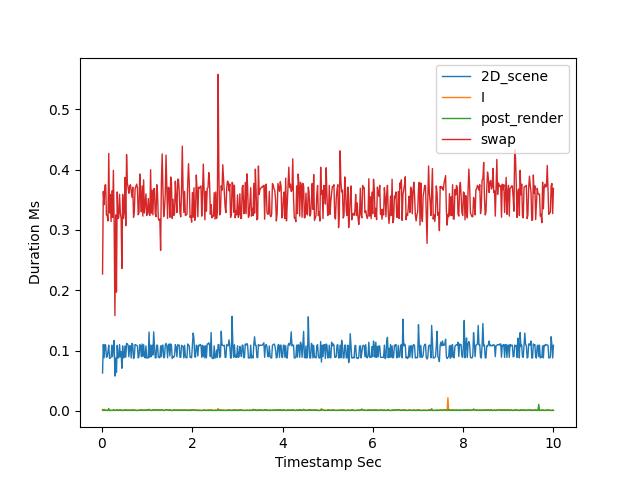 2D_scene
I
post_render
swap
0.5
0.4
0.3
0.2
0.1
0.0
Duration Ms
0 2 4 6 8 10
Timestamp Sec